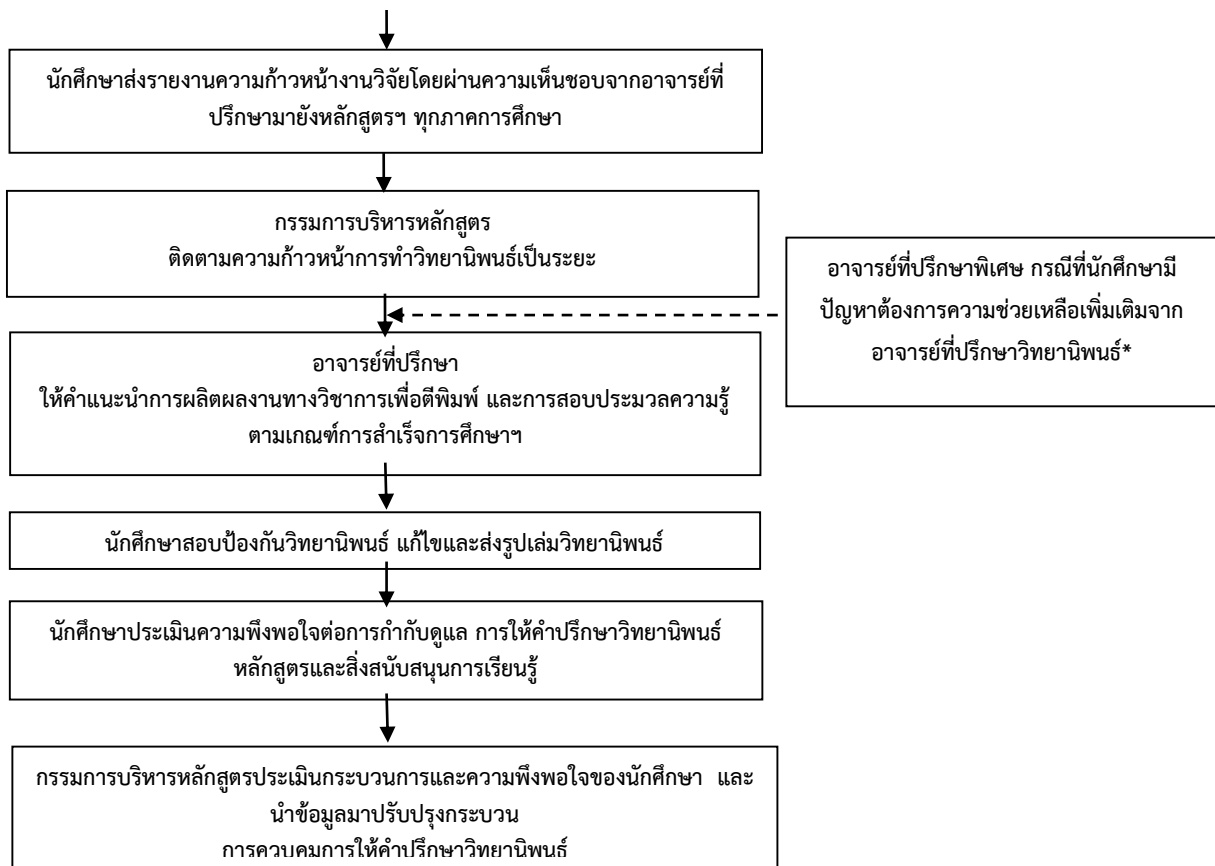 นักศึกษาส่งรายงานความก้าวหน้างานวิจัยโดยผ่านความเห็นชอบจากอาจารย์ที่
ปรึกษามายังหลักสูตรฯ ทุกภาคการศึกษา
กรรมการบริหารหลักสูตร
ติดตามความก้าวหน้าการทำวิทยานิพนธ์เป็นระยะ
อาจารย์ที่ปรึกษาพิเศษ กรณีที่นักศึกษามี
ปัญหาต้องการความช่วยเหลือเพิ่มเติมจาก
อาจารย์ที่ปรึกษาวิทยานิพนธ์*
อาจารย์ที่ปรึกษา
ให้คำแนะนำการผลิตผลงานทางวิชาการเพื่อตีพิมพ์ และการสอบประมวลความรู้
ตามเกณฑ์การสำเร็จการศึกษาฯ
นักศึกษาสอบป้องกันวิทยานิพนธ์ แก้ไขและส่งรูปเล่มวิทยานิพนธ์
นักศึกษาประเมินความพึงพอใจต่อการกำกับดูแล การให้คำปรึกษาวิทยานิพนธ์
หลักสูตรและสิ่งสนับสนุนการเรียนรู้
กรรมการบริหารหลักสูตรประเมินกระบวนการและความพึงพอใจของนักศึกษา และ
นำข้อมูลมาปรับปรุงกระบวน
การควบคุมการให้คำปรึกษาวิทยานิพนธ์